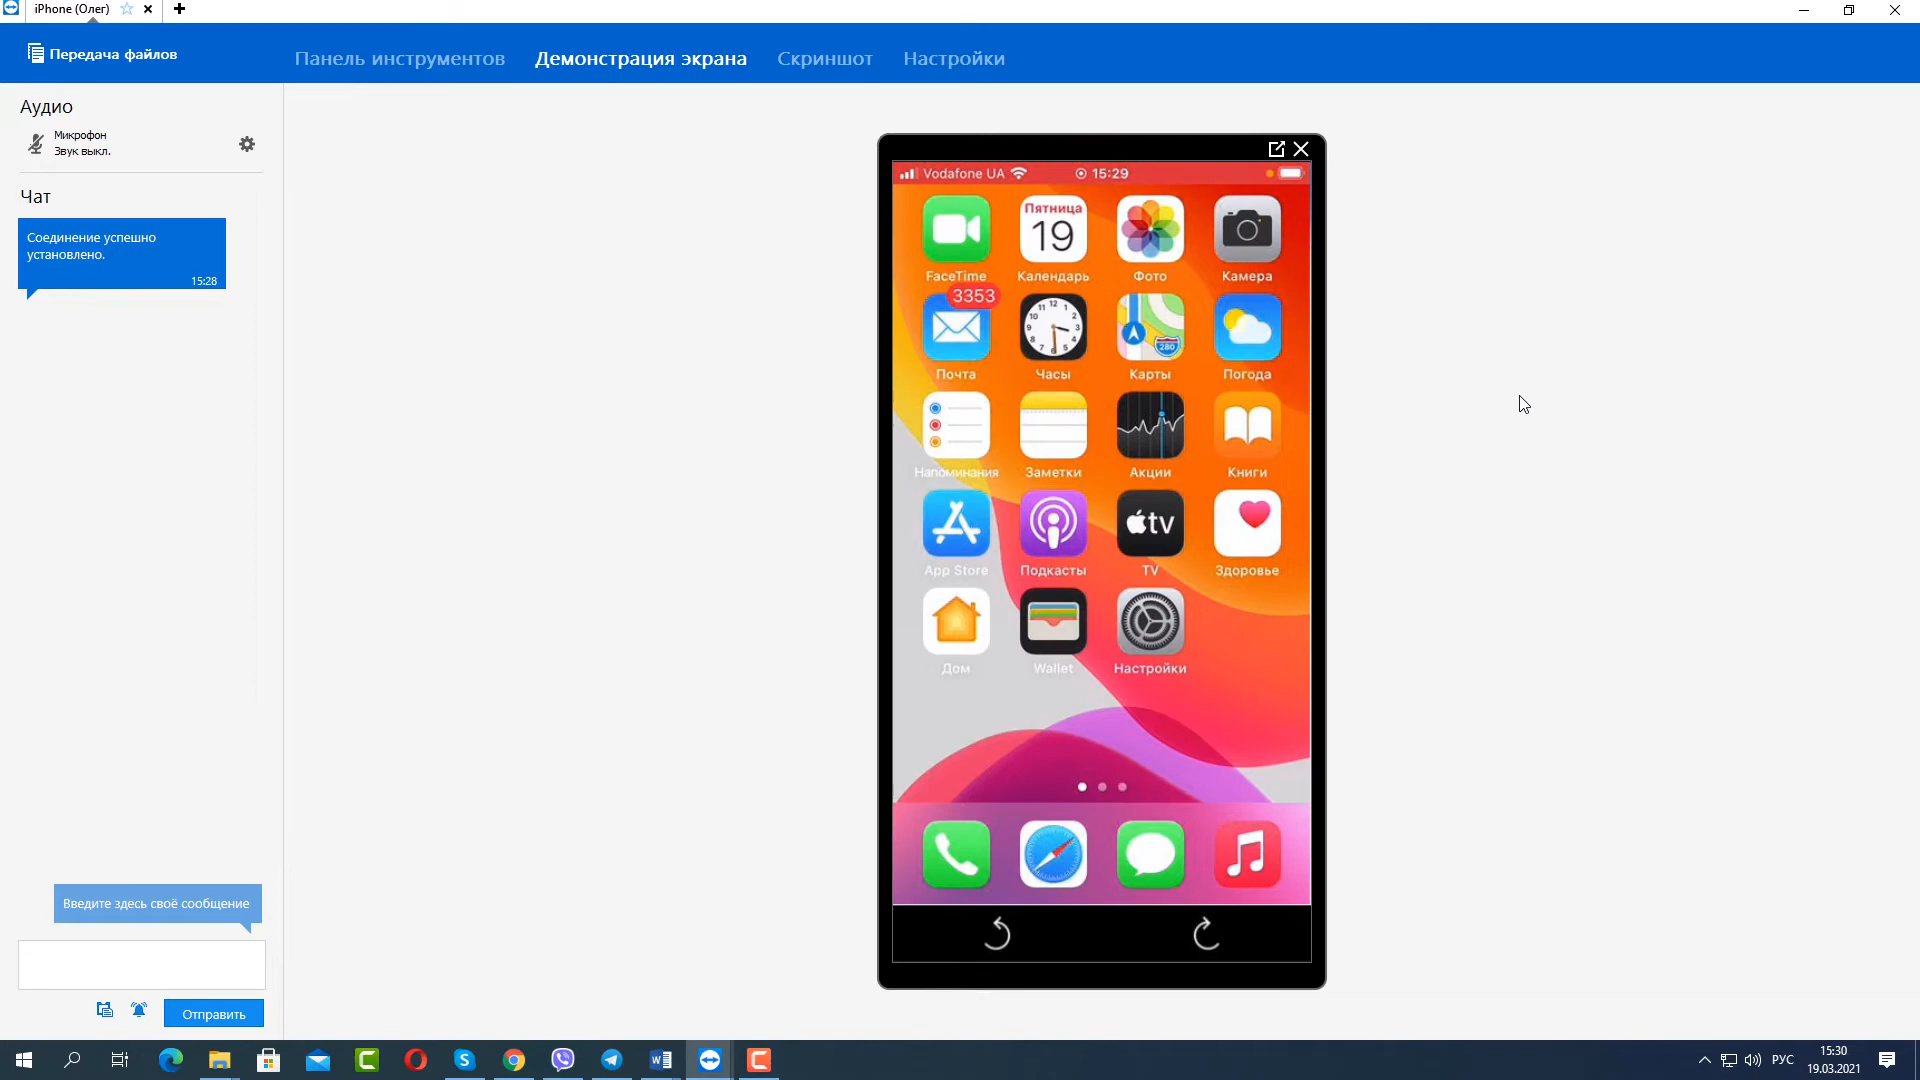 iPhone (Олег)
Передача файлов
Панель инструментов
Демонстрация экрана
Скриншот
Настройки
Аудио
Микрофон
Звук выкл.
Чат
Соединение успешно
установлено.
15:28
Vodafone UA
15:29
Пятница
19
FaceTime
Календарь
Фото
Камера
3353
280
Почта
Часы
Карты
Погода
Напоминания
Заметки
Акции
Книги
tv
App Store
Подкасты
TV
Здоровье
Дом
Wallet
Настройки
Введите здесь своё сообщение
Отправить
РУС
15:30
19.03.2021